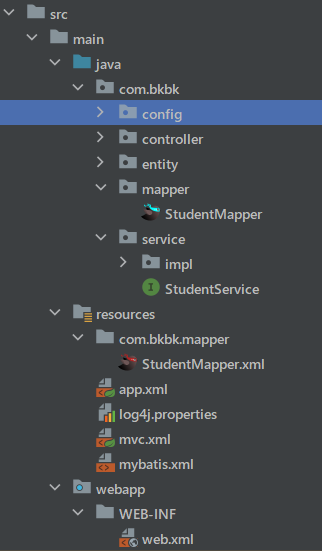 src
main
java
com.bkbk
config
controller
entity
mapper
StudentMapper
service
impl
I StudentService
resources
com.bkbk.mapper
StudentMapper.xml
app.xml
log4j.properties
mvc.xml
mybatis.xml
webapp
WEB-INF
web.xml